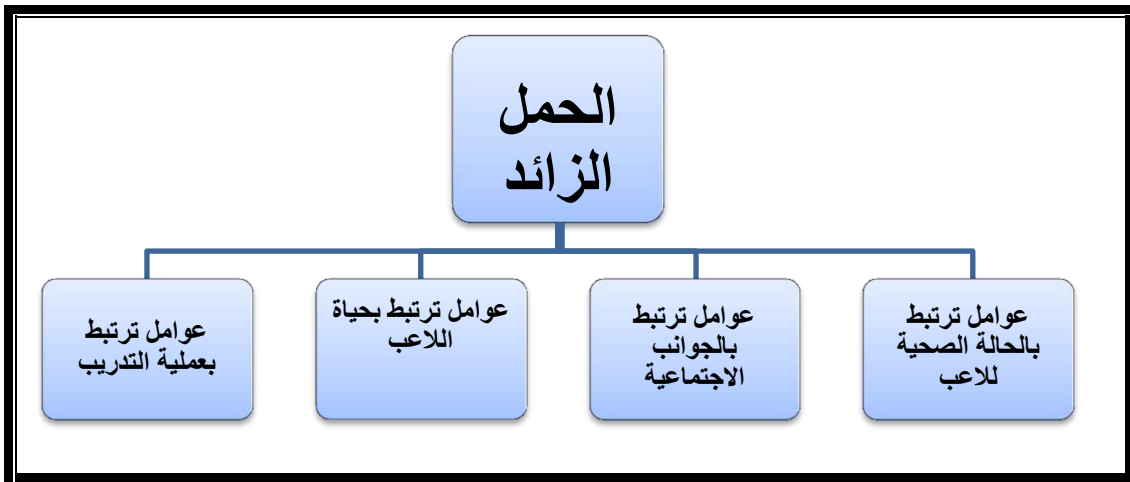 الحمل
الزائد
عوامل ترتبط
بالحالة الصحية
للاعب
عوامل ترتبط
بالجوانب
الاجتماعية
عوامل ترتبط بحياة
اللاعب
عوامل ترتبط
بعملية التدريب